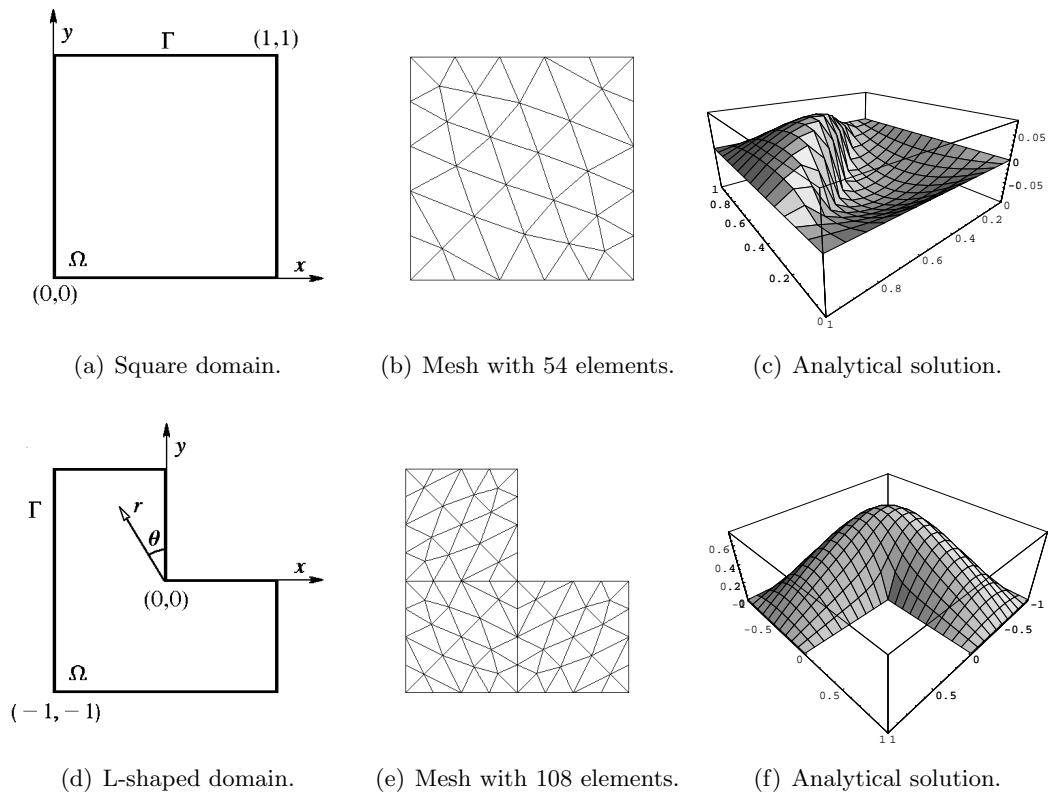 y
Γ
(1,1)
Ω
x
(0,0)
0.05
0
-0.05
1
0.8
0.6
0.4
0.2
0
0.2
0.4
0.6
0.8
0 1
(a) Square domain.
(b) Mesh with 54 elements.
(c) Analytical solution.
y
Γ
r
θ
x
(0,0)
Ω
(−1,−1)
0.6
0.4
0.2
-1
-0.5
0
0.5
1
-1
-0.5
0
0.5
1
(d) L-shaped domain.
(e) Mesh with 108 elements.
(f) Analytical solution.